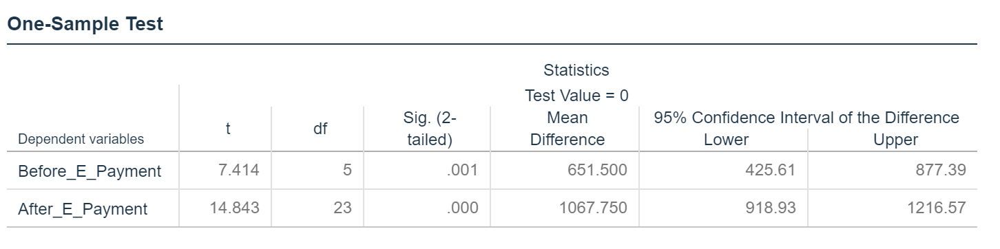 One-Sample Test
Statistics
Test Value = 0
Dependent variables t df Sig. (2-tailed) Mean Difference 95% Confidence Interval of the Difference
Lower Upper
Before_E_Payment 7.414 5 .001 651.500 425.61 877.39
After_E_Payment 14.843 23 .000 1067.750 918.93 1216.57